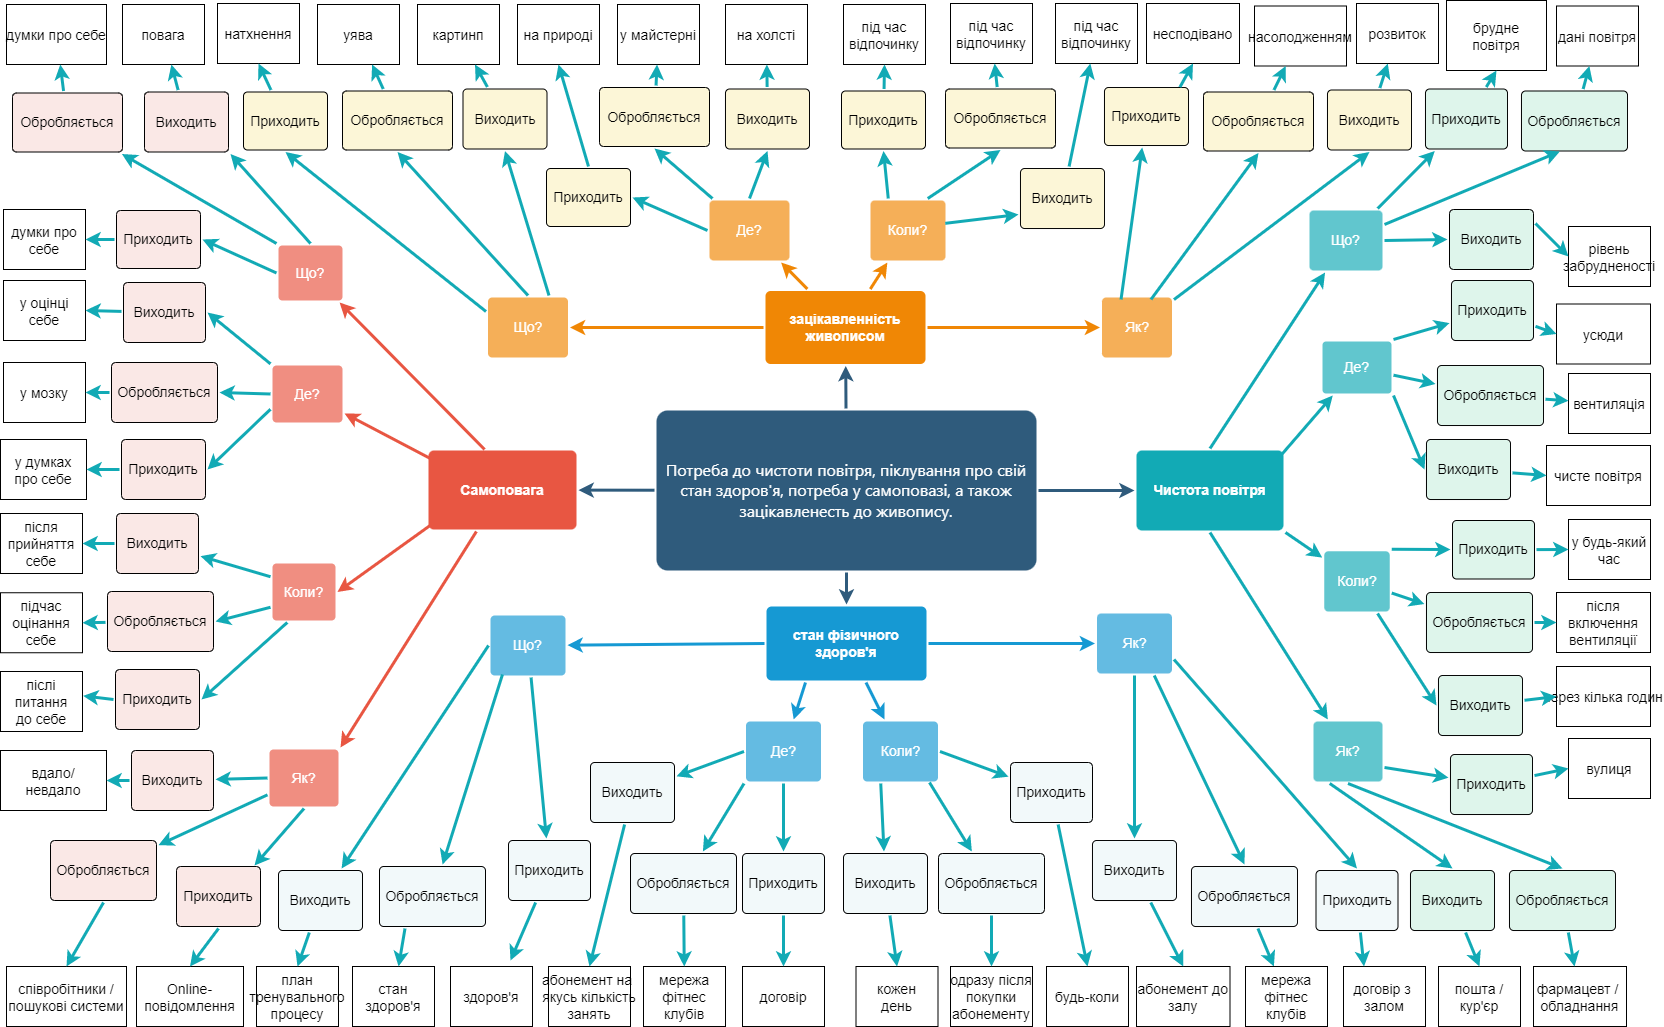 думки про себе
повага
натхнення
уява
картинп
на природі
у майстерні
на холсті
під час
відпочинку
під час
відпочинку
під час
відпочинку
несподівано
насолодженням
розвиток
брудне
повітря
дані повітря
Обробляється
Виходить
Приходить
Обробляється
Виходить
Обробляється
Виходить
Приходить
Обробляється
Приходить
Обробляється
Виходить
Приходить
Обробляється
Приходить
Виходить
думки про
себе
Приходить
Що?
Де?
Коли?
Що?
Виходить
рівень
забрудненості
у оцінці
себе
Виходить
Що?
зацікавленність
живописом
Як?
Приходить
усюди
Де?
у мозку
Обробляється
Де?
Обробляється
вентиляція
у думках
про себе
Приходить
Самоповага
Потреба до чистоти повітря, піклування про свій
стан здоров'я, потреба у самоповазі, а також
зацікавленесть до живопису.
Чистота повітря
Виходить
чисте повітря
після
прийняття
себе
Виходить
Приходить
у будь-який
час
Коли?
Коли?
підчас
оцінання
себе
Обробляється
Обробляється
після
включення
вентиляції
Що?
стан фізичного
здоров'я
Як?
післі
питання
до себе
Приходить
Виходить
ерез кілька годин
вдало/
невдало
Виходить
Як?
Де?
Коли?
Як?
Приходить
вулиця
Виходить
Приходить
Обробляється
Приходить
Виходить
Обробляється
Приходить
Обробляється
Приходить
Виходить
Обробляється
Виходить
Обробляється
Виходить
Обробляється
Приходить
Виходить
Обробляється
співробітники /
пошукові системи
Online-
повідомлення
план
тренувального
процесу
стан
здоров'я
здоров'я
абонемент на
якусь кількість
занять
мережа
фітнес
клубів
договір
кожен
день
одразу після
покупки
абонементу
будь-коли
абонемент до
залу
мережа
фітнес
клубів
договір з
залом
пошта /
кур'єр
фармацевт /
обладнання